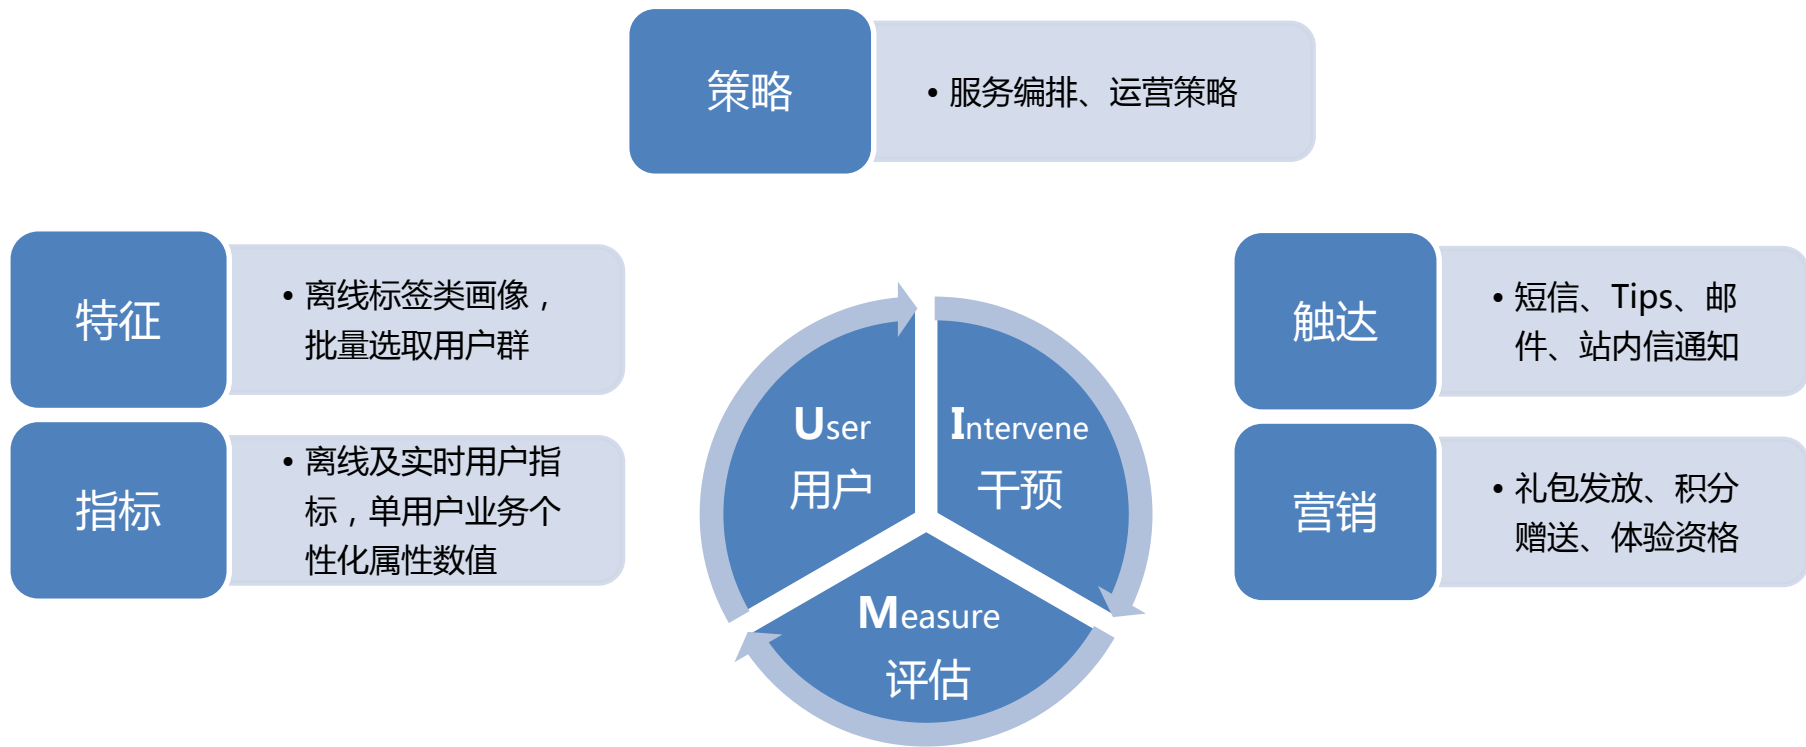 策略
• 服务编排、运营策略
特征
• 离线标签类画像，
批量选取用户群
指标
• 离线及实时用户指
标，单用户业务个
性化属性数值
User
用户
Intervene
干预
Measure
评估
触达
• 短信、Tips、邮
件、站内信通知
营销
• 礼包发放、积分
赠送、体验资格